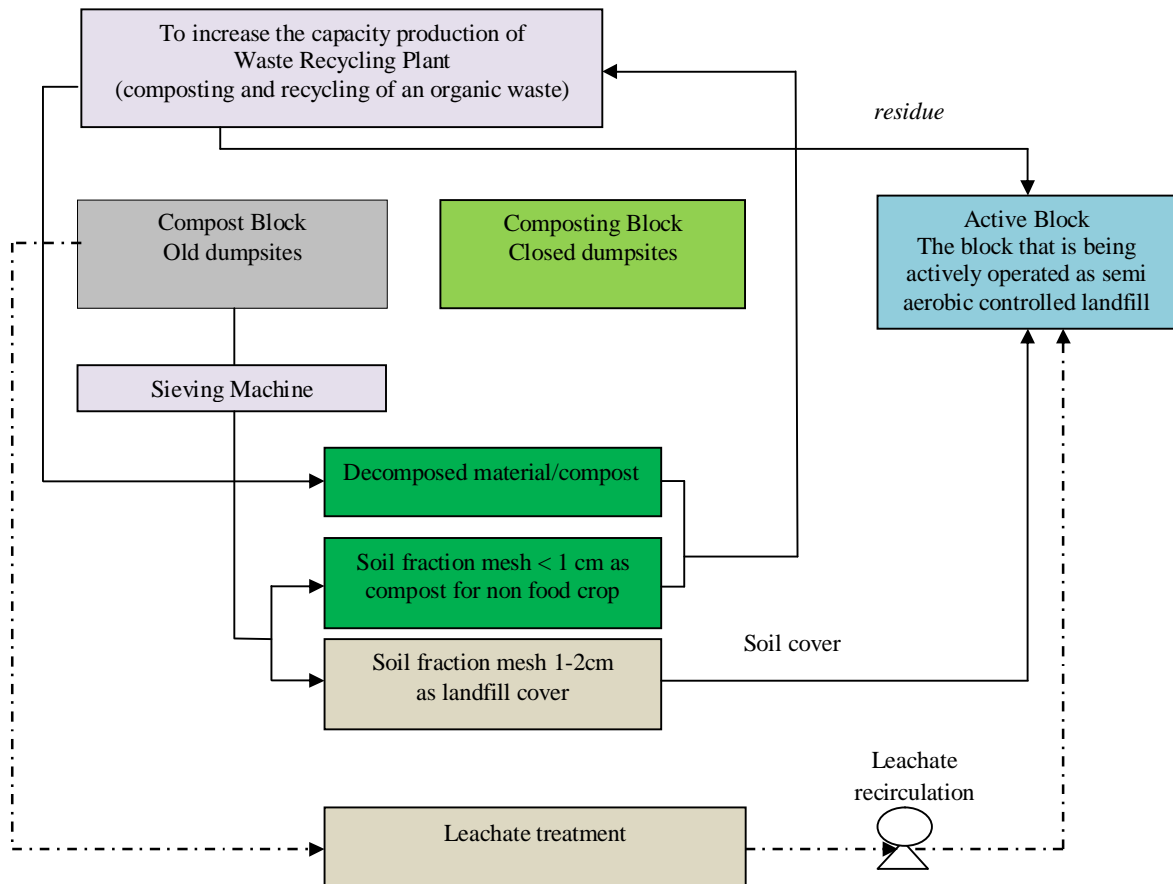 To increase the capacity production of
Waste Recycling Plant
(composting and recycling of an organic waste)
residue
Compost Block
Old dumpsites
Composting Block
Closed dumpsites
Active Block
The block that is being
actively operated as semi
aerobic controlled landfill
Sieving Machine
Decomposed material/compost
Soil fraction mesh < 1 cm as
compost for non food crop
Soil fraction mesh 1-2cm
as landfill cover
Soil cover
Leachate
recirculation
Leachate treatment